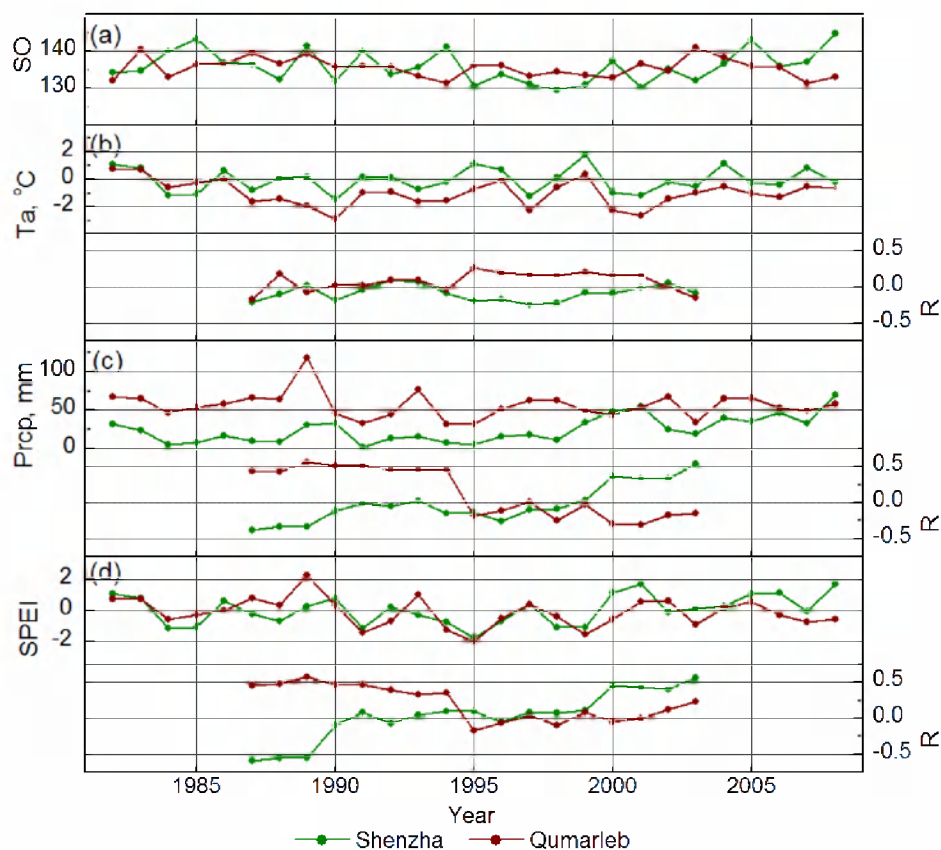 (a)
SO
140
130
(b)
Ta, °C
2
0
-2
0.5
0.0
-0.5
R
(c)
Prcp, mm
100
50
0
0.5
0.0
-0.5
(d)
SPEI
2
0
-2
0.5
0.0
-0.5
R
1985 1990 1995 2000 2005
Year
Shenzha Qumarleb